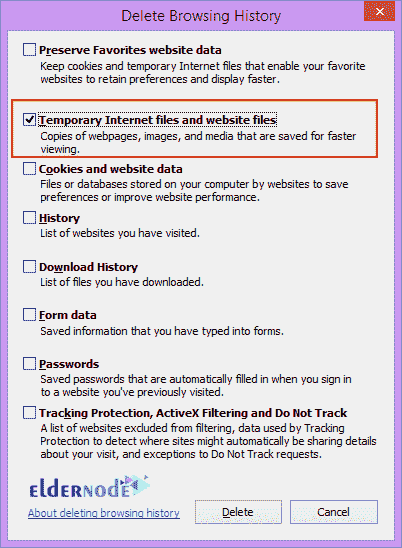 Delete Browsing History
Preserve Favorites website data
Keep cookies and temporary Internet files that enable your favorite
websites to retain preferences and display faster.
Temporary Internet files and website files
Copies of webpages, images, and media that are saved for faster
viewing.
Cookies and website data
Files or databases stored on your computer by websites to save
preferences or improve website performance.
History
List of websites you have visited.
Download History
List of files you have downloaded.
Form data
Saved information that you have typed into forms.
Passwords
Saved passwords that are automatically filled in when you sign in
to a website you've previously visited.
Tracking Protection, ActiveX Filtering and Do Not Track
A list of websites excluded from filtering, data used by Tracking
Protection to detect where sites might automatically be sharing details
about your visit, and exceptions to Do Not Track requests.
ELDERNODE
About deleting browsing history
Delete
Cancel